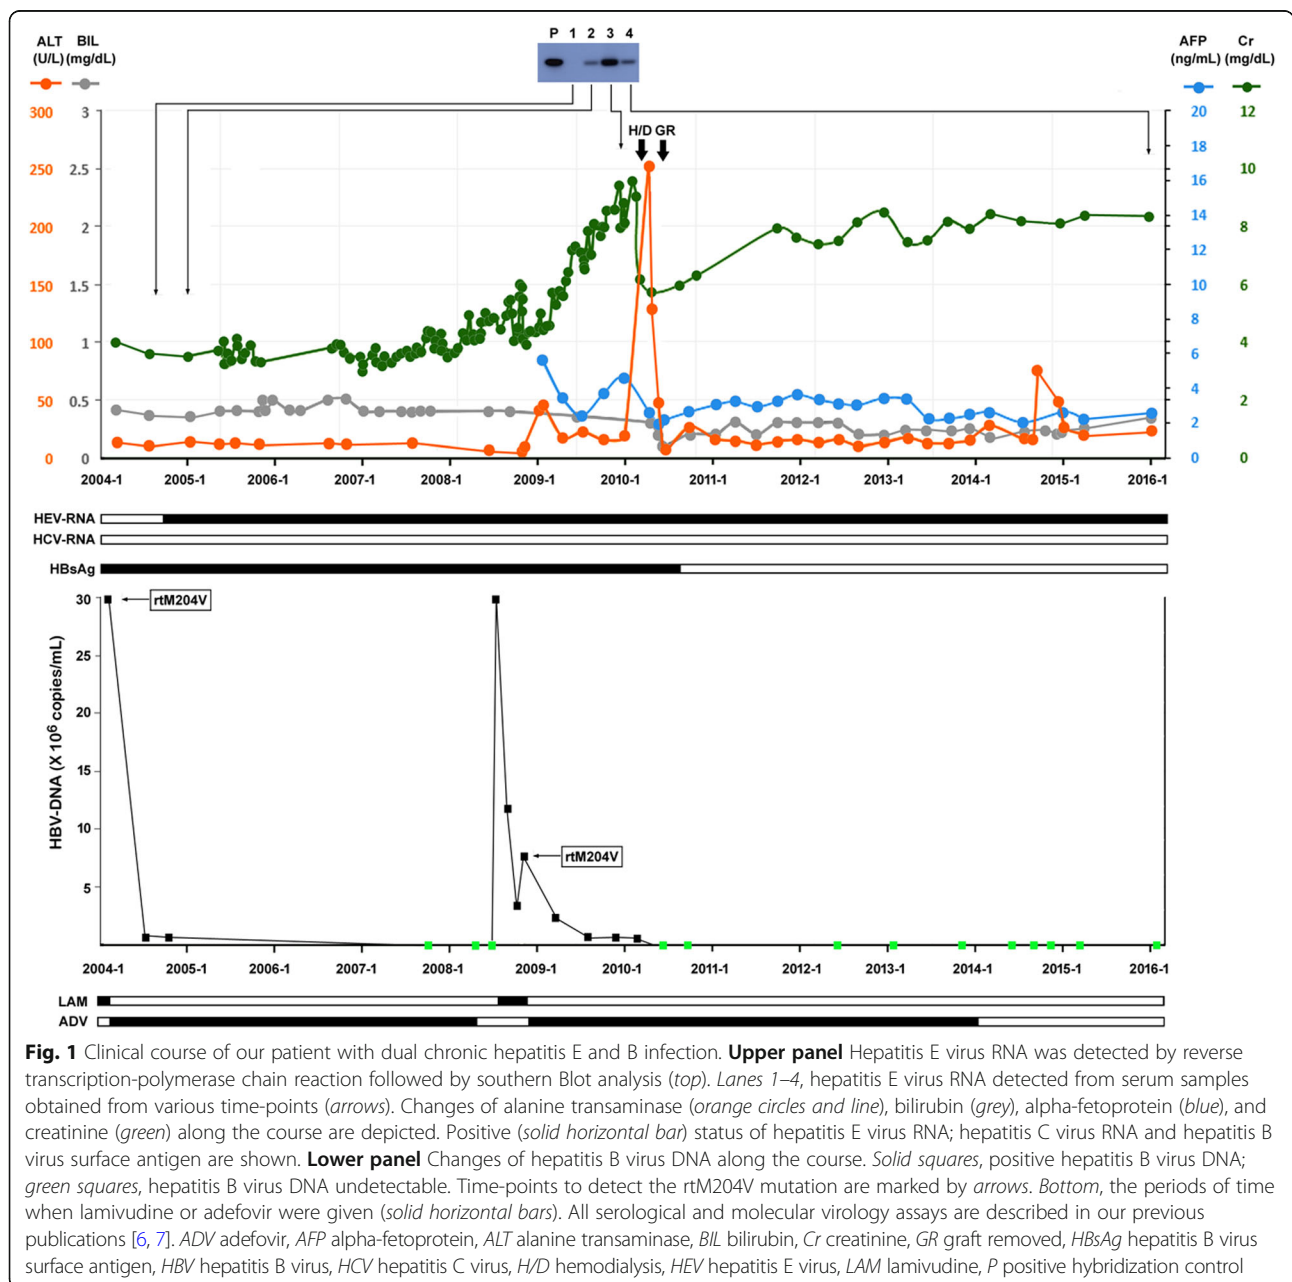 P 1 2 3 4
ALT BIL
(U/L) (mg/dL)
AFP Cr
(ng/mL) (mg/dL)
300 3 20 12
18
250 2.5 10
16
200 2 14 8
12
150 1.5 10 6
8
100 1 4
6
50 0.5 4 2
2
0 0 0 0
H/D GR
2004-1 2005-1 2006-1 2007-1 2008-1 2009-1 2010-1 2011-1 2012-1 2013-1 2014-1 2015-1 2016-1
HEV-RNA
HCV-RNA
HBsAg
HBV-DNA (X 10⁶ copies/mL)
30
25
20
15
10
5
rtM204V
rtM204V
2004-1 2005-1 2006-1 2007-1 2008-1 2009-1 2010-1 2011-1 2012-1 2013-1 2014-1 2015-1 2016-1
LAM
ADV
Fig. 1 Clinical course of our patient with dual chronic hepatitis E and B infection. Upper panel Hepatitis E virus RNA was detected by reverse
transcription-polymerase chain reaction followed by southern Blot analysis (top). Lanes 1–4, hepatitis E virus RNA detected from serum samples
obtained from various time-points (arrows). Changes of alanine transaminase (orange circles and line), bilirubin (grey), alpha-fetoprotein (blue), and
creatinine (green) along the course are depicted. Positive (solid horizontal bar) status of hepatitis E virus RNA; hepatitis C virus RNA and hepatitis B
virus surface antigen are shown. Lower panel Changes of hepatitis B virus DNA along the course. Solid squares, positive hepatitis B virus DNA;
green squares, hepatitis B virus DNA undetectable. Time-points to detect the rtM204V mutation are marked by arrows. Bottom, the periods of time
when lamivudine or adefovir were given (solid horizontal bars). All serological and molecular virology assays are described in our previous
publications [6, 7]. ADV adefovir, AFP alpha-fetoprotein, ALT alanine transaminase, BIL bilirubin, Cr creatinine, GR graft removed, HBsAg hepatitis B virus
surface antigen, HBV hepatitis B virus, HCV hepatitis C virus, H/D hemodialysis, HEV hepatitis E virus, LAM lamivudine, P positive hybridization control